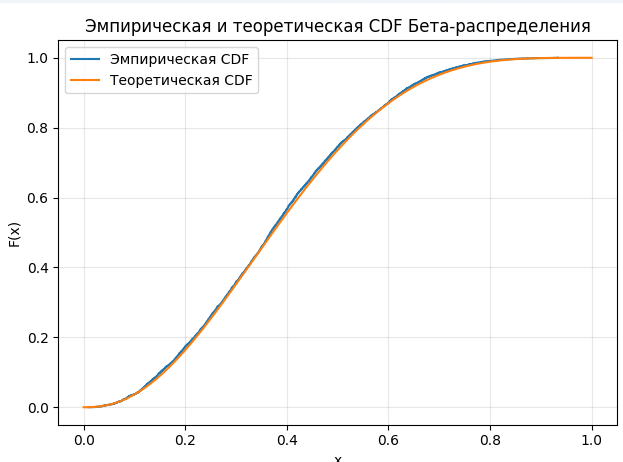 Эмпирическая и теоретическая CDF Бета-распределения
Эмпирическая CDF
Теоретическая CDF
F(x)
1.0
0.8
0.6
0.4
0.2
0.0
0.0 0.2 0.4 0.6 0.8 1.0
x